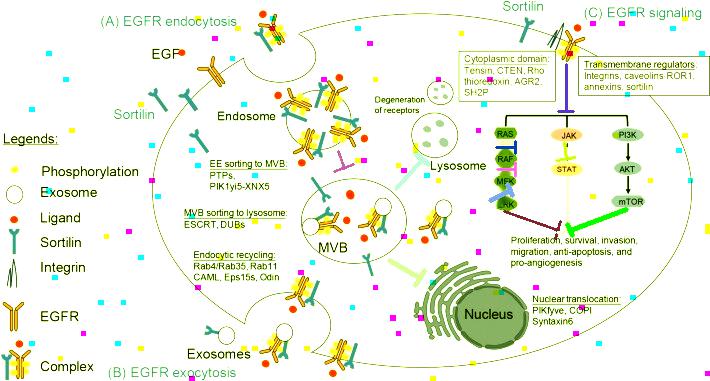 Sortilin
(A) EGFR endocytosis
(C) EGFR signaling
EGF
Cytoplasmic domain:
Tensin, CTEN, Rho
thioredoxin, AGR2,
SH2P
Transmembrane regulators:
Integrins, caveolins ROR1,
annexins, sortilin
Sortilin
Endosome
Degeneration
of receptors
Lysosome
RAS
JAK
PI3K
RAF
STAT
AKT
MEK
ERK
mTOR
Legends:
Phosphorylation
Exosome
Ligand
Sortilin
Integrin
EGFR
Complex
EE sorting to MVB:
PTPs,
PIK1yi5-XNX5
MVB sorting to lysosome:
ESCRT, DUBs
MVB
Endocytic recycling:
Rab4/Rab35, Rab11
CAML, Eps15s, Odin
Proliferation, survival, invasion,
migration, anti-apoptosis, and
pro-angiogenesis
Nucleus
Nuclear translocation:
PIKfyve, COPI
Syntaxin6
Exosomes
(B) EGFR exocytosis